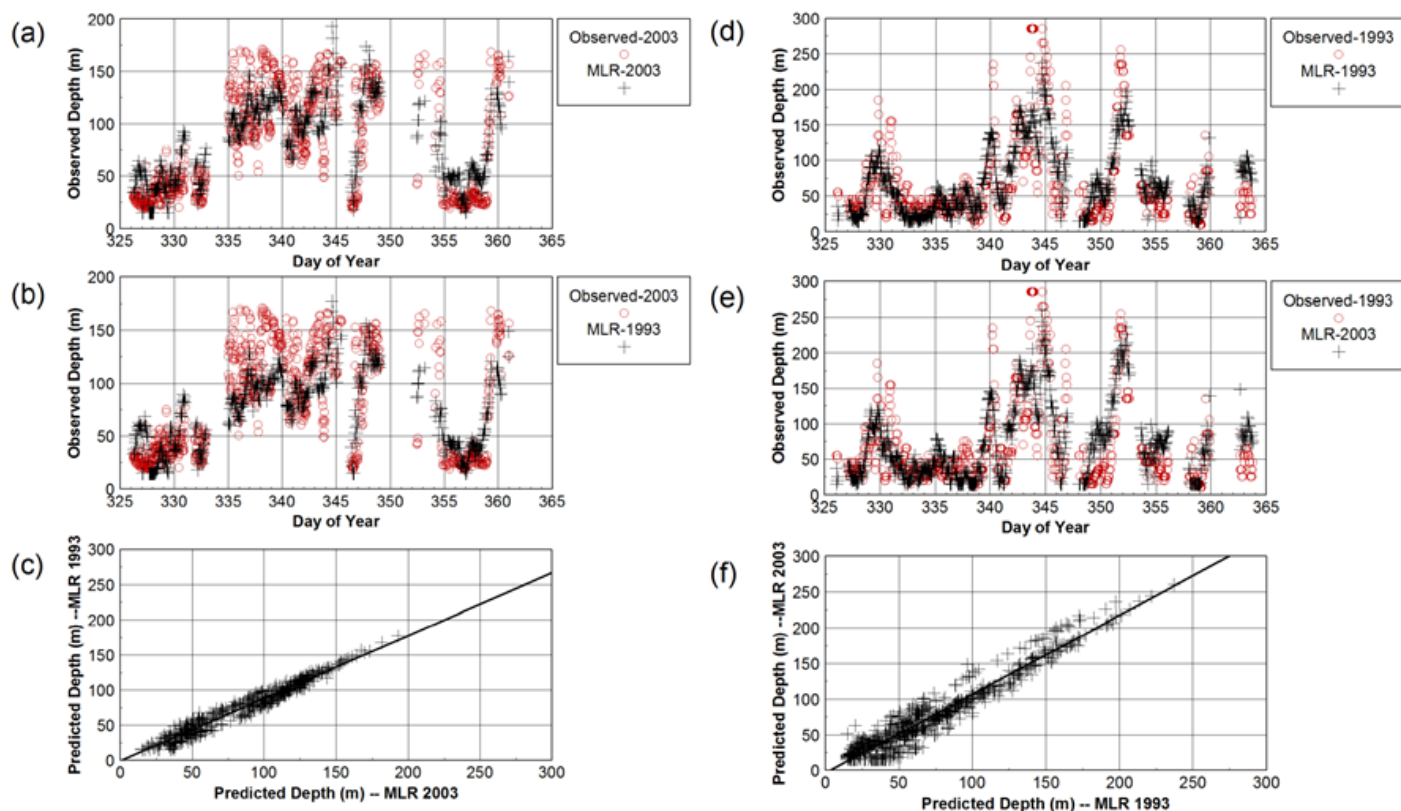 (a)
Observed Depth (m)
200
150
100
50
0
325 330 335 340 345 350 355 360 365
Day of Year
Observed-2003
MLR-2003
(d)
Observed Depth (m)
300
250
200
150
100
50
0
325 330 335 340 345 350 355 360 365
Day of Year
Observed-1993
MLR-1993
(b)
Observed Depth (m)
200
150
100
50
0
325 330 335 340 345 350 355 360 365
Day of Year
Observed-2003
MLR-1993
(e)
Observed Depth (m)
300
250
200
150
100
50
0
325 330 335 340 345 350 355 360 365
Day of Year
Observed-1993
MLR-2003
(c)
Predicted Depth (m) --MLR 1993
300
250
200
150
100
50
0
0 50 100 150 200 250 300
Predicted Depth (m) -- MLR 2003
(f)
Predicted Depth (m) --MLR 2003
300
250
200
150
100
50
0
50 100 150 200 250 300
Predicted Depth (m) -- MLR 1993